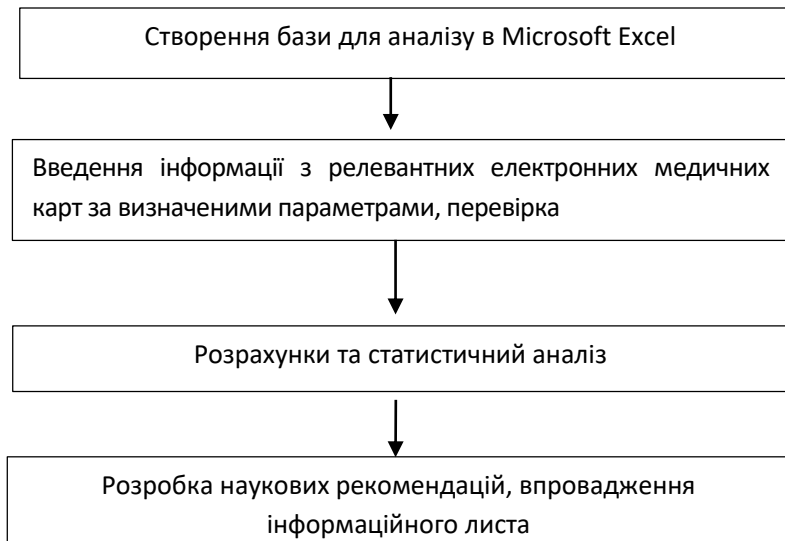 Створення бази для аналізу в Microsoft Excel
Введення інформації з релевантних електронних медичних
карт за визначеними параметрами, перевірка
Розрахунки та статистичний аналіз
Розробка наукових рекомендацій, впровадження
інформаційного листа